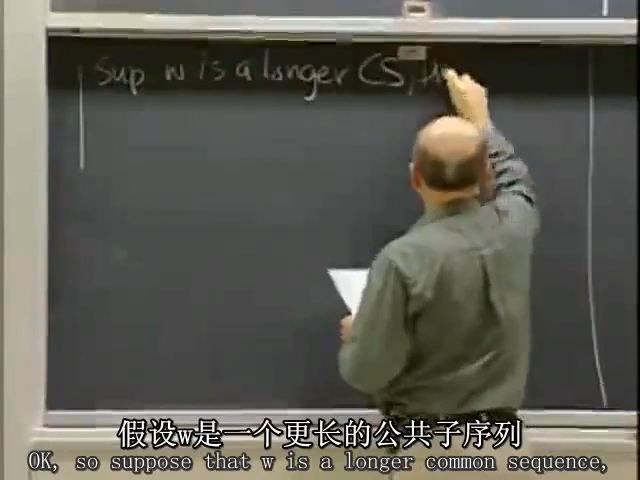 Sup w is a longer CS,
假设w是一个更长的公共子序列
OK, so suppose that w is a longer common sequence,